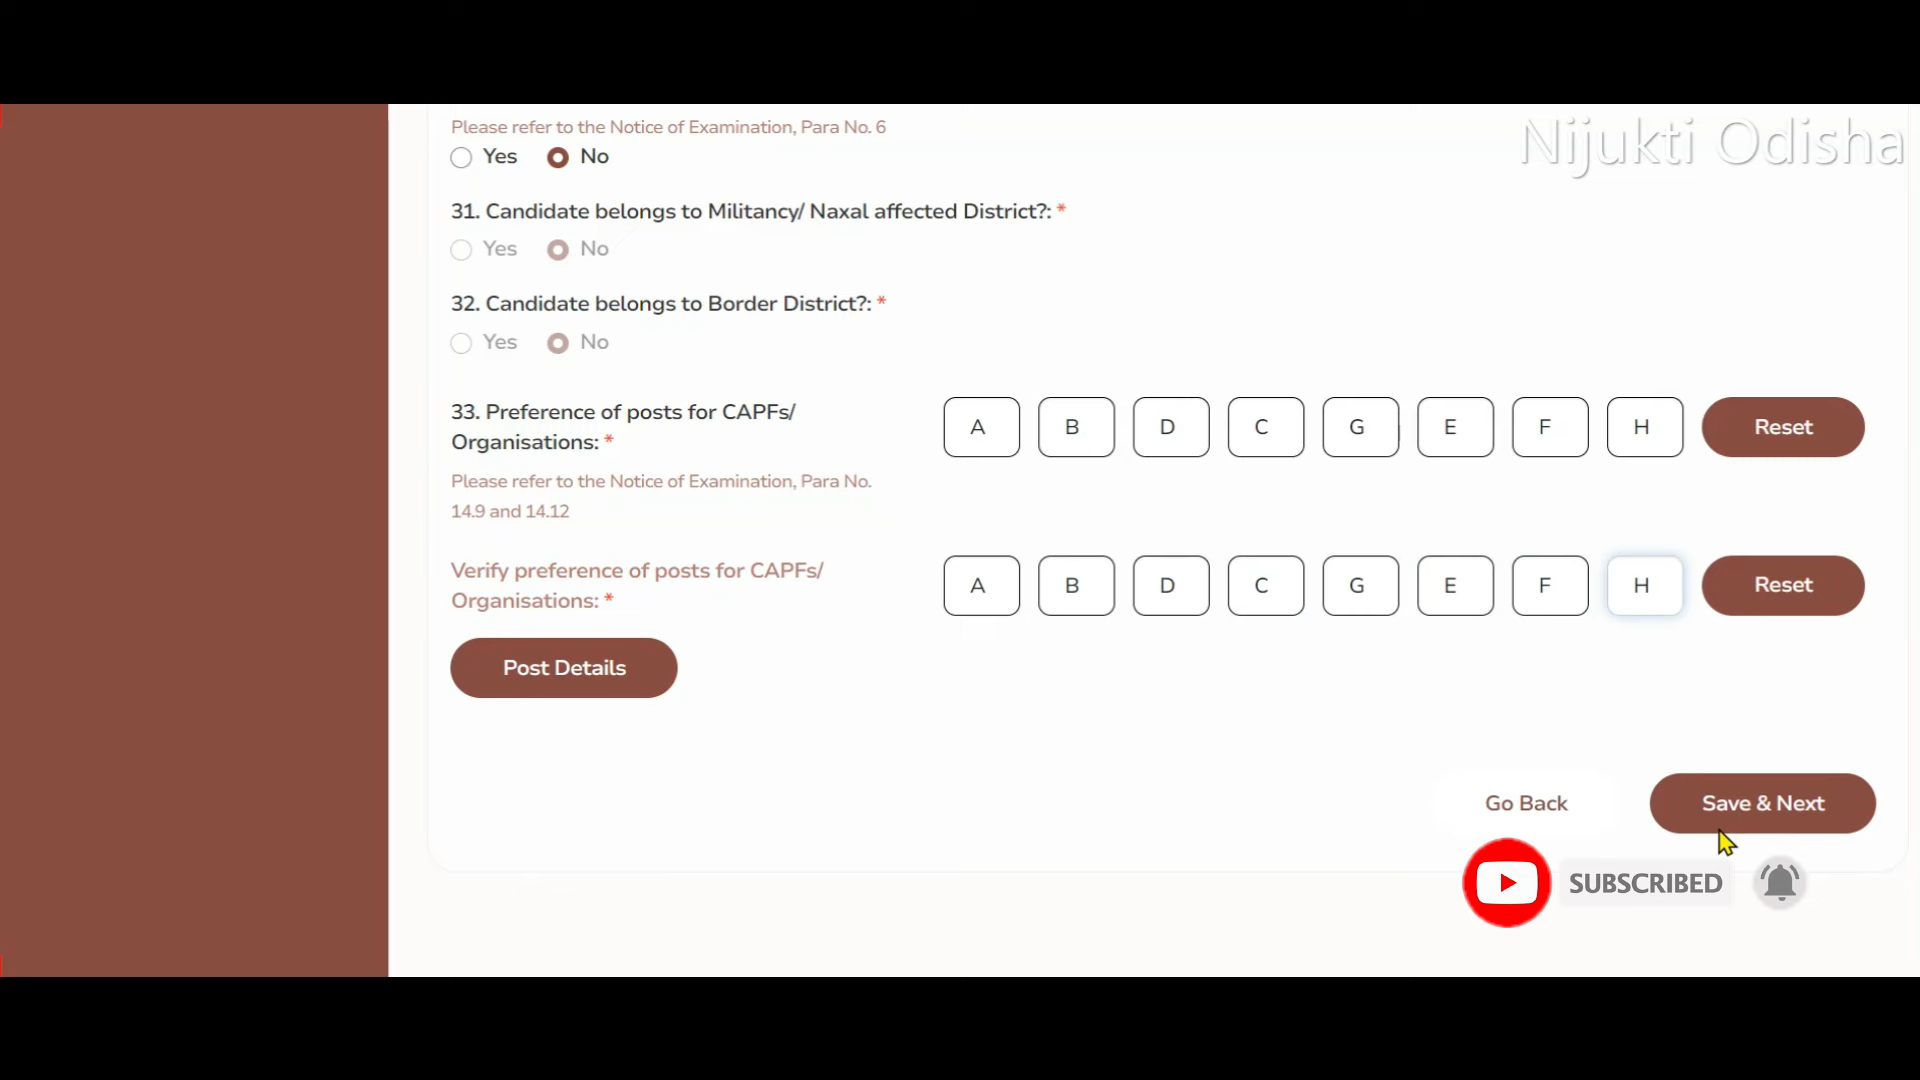 Please refer to the Notice of Examination, Para No. 6
Nijukti Odisha
Yes No
31. Candidate belongs to Militancy/ Naxal affected District?: *
Yes No
32. Candidate belongs to Border District?: *
Yes No
33. Preference of posts for CAPFs/
Organisations: *
A B D C G E F H Reset
Please refer to the Notice of Examination, Para No.
14.9 and 14.12
Verify preference of posts for CAPFs/
Organisations: *
A B D C G E F H Reset
Post Details
Go Back Save & Next
SUBSCRIBED